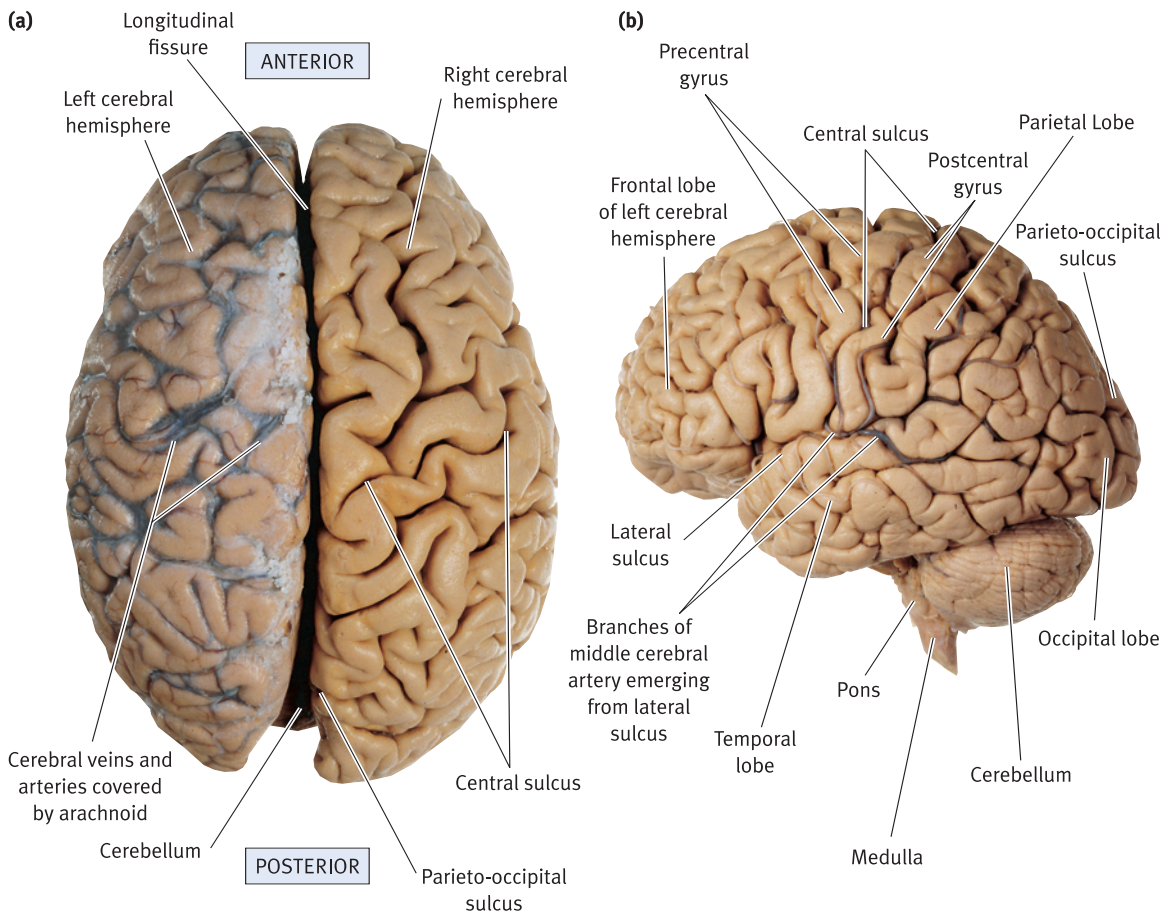 (a)
Longitudinal
fissure
ANTERIOR
Left cerebral
hemisphere
Right cerebral
hemisphere
Cerebral veins and
arteries covered
by arachnoid
Cerebellum
POSTERIOR
Central sulcus
Parieto-occipital
sulcus
(b)
Precentral
gyrus
Central sulcus
Parietal Lobe
Postcentral
gyrus
Frontal lobe
of left cerebral
hemisphere
Parieto-occipital
sulcus
Lateral
sulcus
Branches of
middle cerebral
artery emerging
from lateral
sulcus
Temporal
lobe
Pons
Medulla
Cerebellum
Occipital lobe